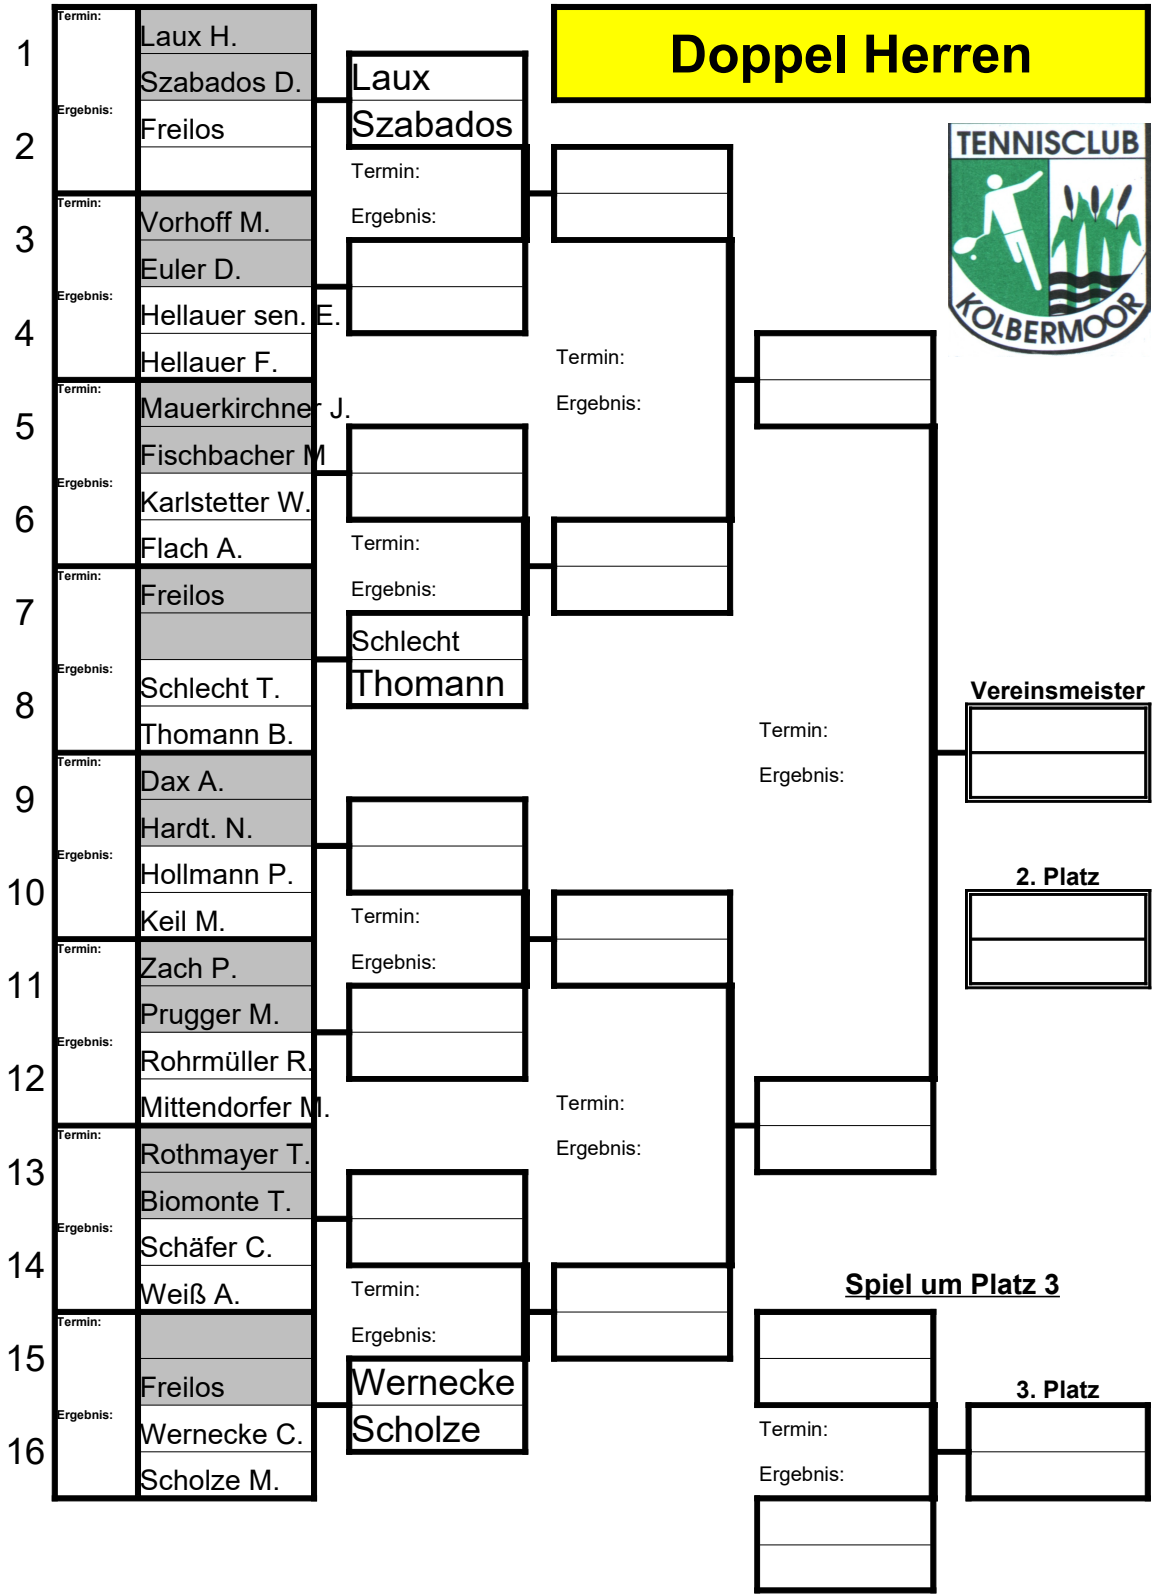 Doppel Herren
TENNISCLUB
KOLBERMOOR
1
Termin:
Laux H.
Szabados D.
Ergebnis:
2
Freilos
Laux
Szabados
Termin:
Ergebnis:
3
Termin:
Vorhoff M.
Euler D.
Ergebnis:
4
Hellauer sen. E.
Hellauer F.
Termin:
Ergebnis:
5
Termin:
Mauerkirchner J.
Fischbacher M
Ergebnis:
6
Karlstetter W.
Flach A.
Termin:
Ergebnis:
7
Termin:
Freilos
Ergebnis:
8
Schlecht T.
Thomann B.
Schlecht
Thomann
Termin:
Ergebnis:
Vereinsmeister
2. Platz
9
Termin:
Dax A.
Hardt. N.
Ergebnis:
10
Hollmann P.
Keil M.
Termin:
Ergebnis:
11
Termin:
Zach P.
Prugger M.
Ergebnis:
12
Rohrmüller R.
Mittendorfer M.
Termin:
Ergebnis:
13
Termin:
Rothmayer T.
Biomonte T.
Ergebnis:
14
Schäfer C.
Weiß A.
Termin:
Ergebnis:
15
Termin:
Freilos
Ergebnis:
16
Wernecke C.
Scholze M.
Wernecke
Scholze
Spiel um Platz 3
3. Platz
Termin:
Ergebnis: